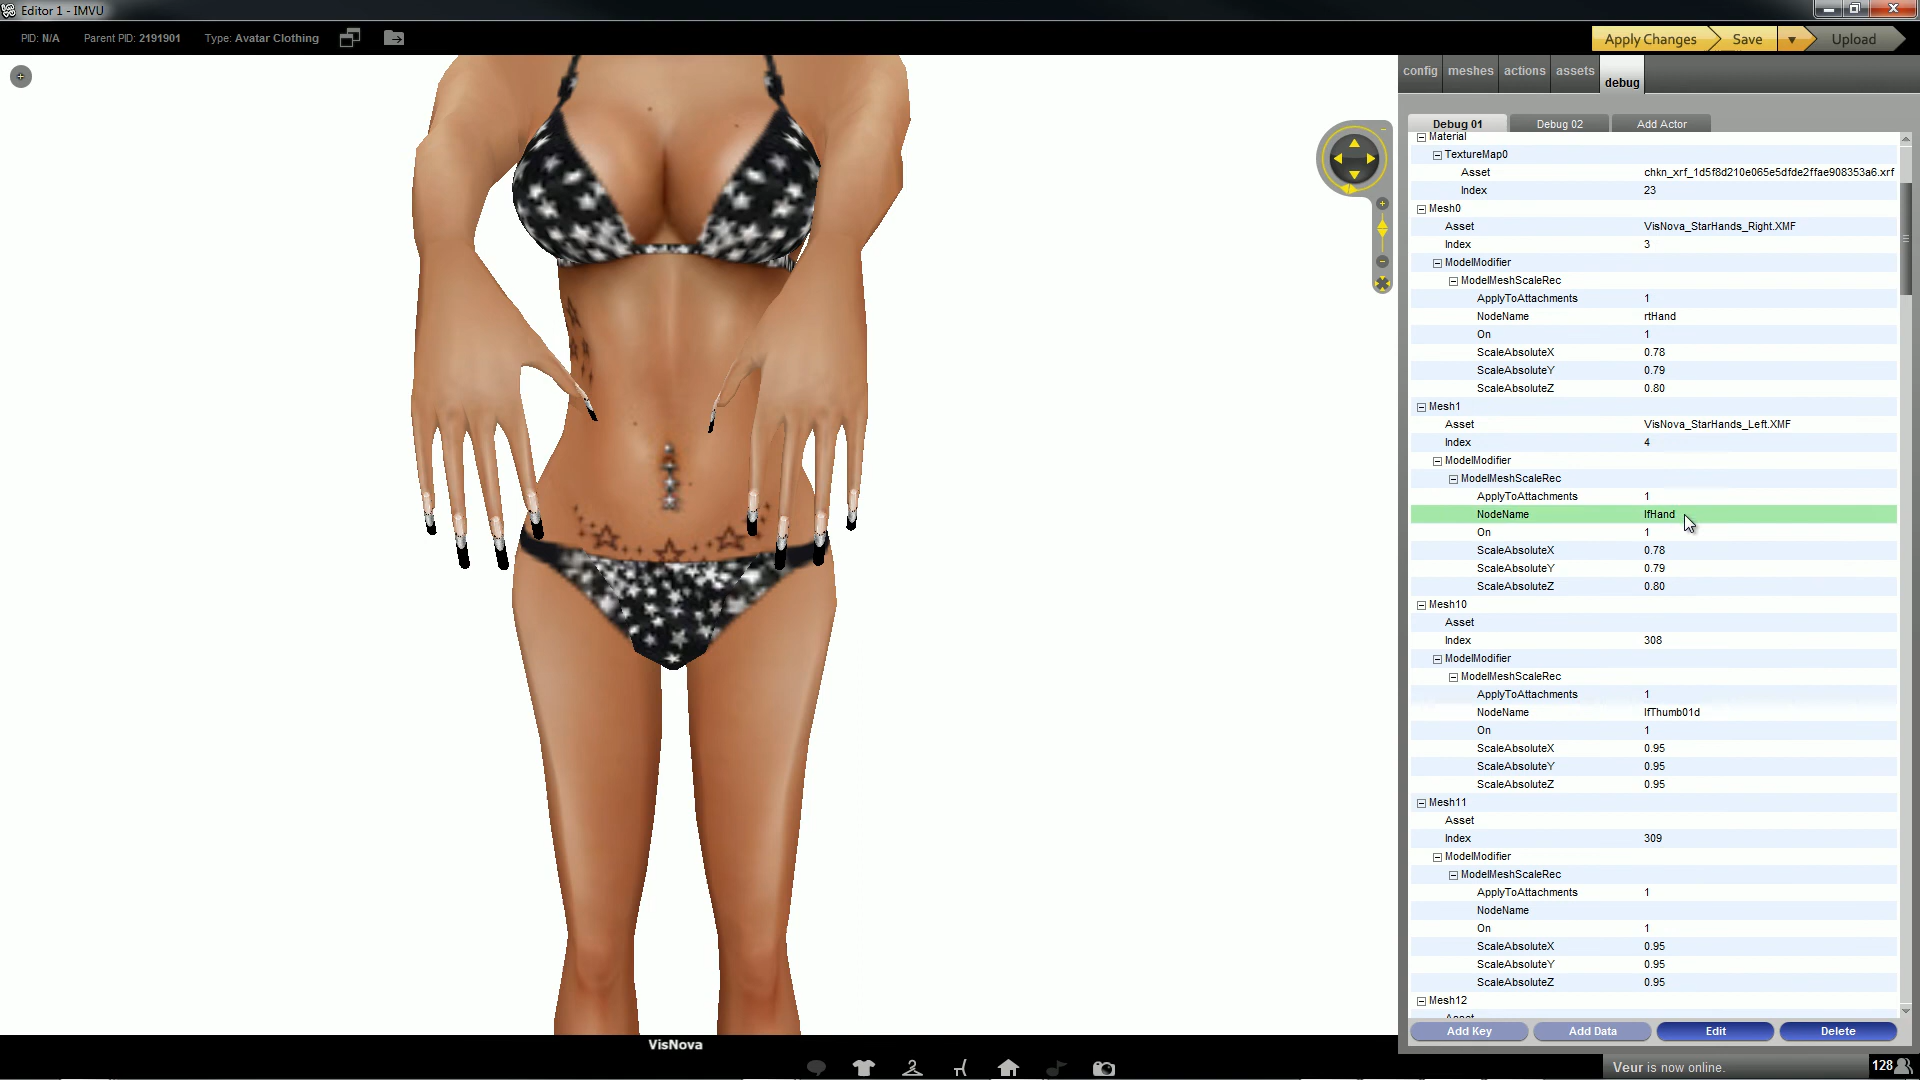 Editor 1 - IMVU
PID: N/A Parent PID: 2191901 Type: Avatar Clothing
Apply Changes Save Upload
config meshes actions assets debug
Debug 01 Debug 02 Add Actor
Material
TextureMap0
Asset chkn_xrf_1d5f8d210e065e5dfde2ffae908353a6.xrf
Index 23
Mesh0
Asset VisNova_StarHands_Right.XMF
Index 3
ModelModifier
ModelMeshScaleRec
ApplyToAttachments 1
NodeName rtHand
On 1
ScaleAbsoluteX 0.78
ScaleAbsoluteY 0.79
ScaleAbsoluteZ 0.80
Mesh1
Asset VisNova_StarHands_Left.XMF
Index 4
ModelModifier
ModelMeshScaleRec
ApplyToAttachments 1
NodeName lfHand
On 1
ScaleAbsoluteX 0.78
ScaleAbsoluteY 0.79
ScaleAbsoluteZ 0.80
Mesh10
Asset
Index 308
ModelModifier
ModelMeshScaleRec
ApplyToAttachments 1
NodeName lfThumb01d
On 1
ScaleAbsoluteX 0.95
ScaleAbsoluteY 0.95
ScaleAbsoluteZ 0.95
Mesh11
Asset
Index 309
ModelModifier
ModelMeshScaleRec
ApplyToAttachments 1
NodeName
On 1
ScaleAbsoluteX 0.95
ScaleAbsoluteY 0.95
ScaleAbsoluteZ 0.95
Mesh12
Asset
Add Key Add Data Edit Delete
VisNova
Veur is now online. 128